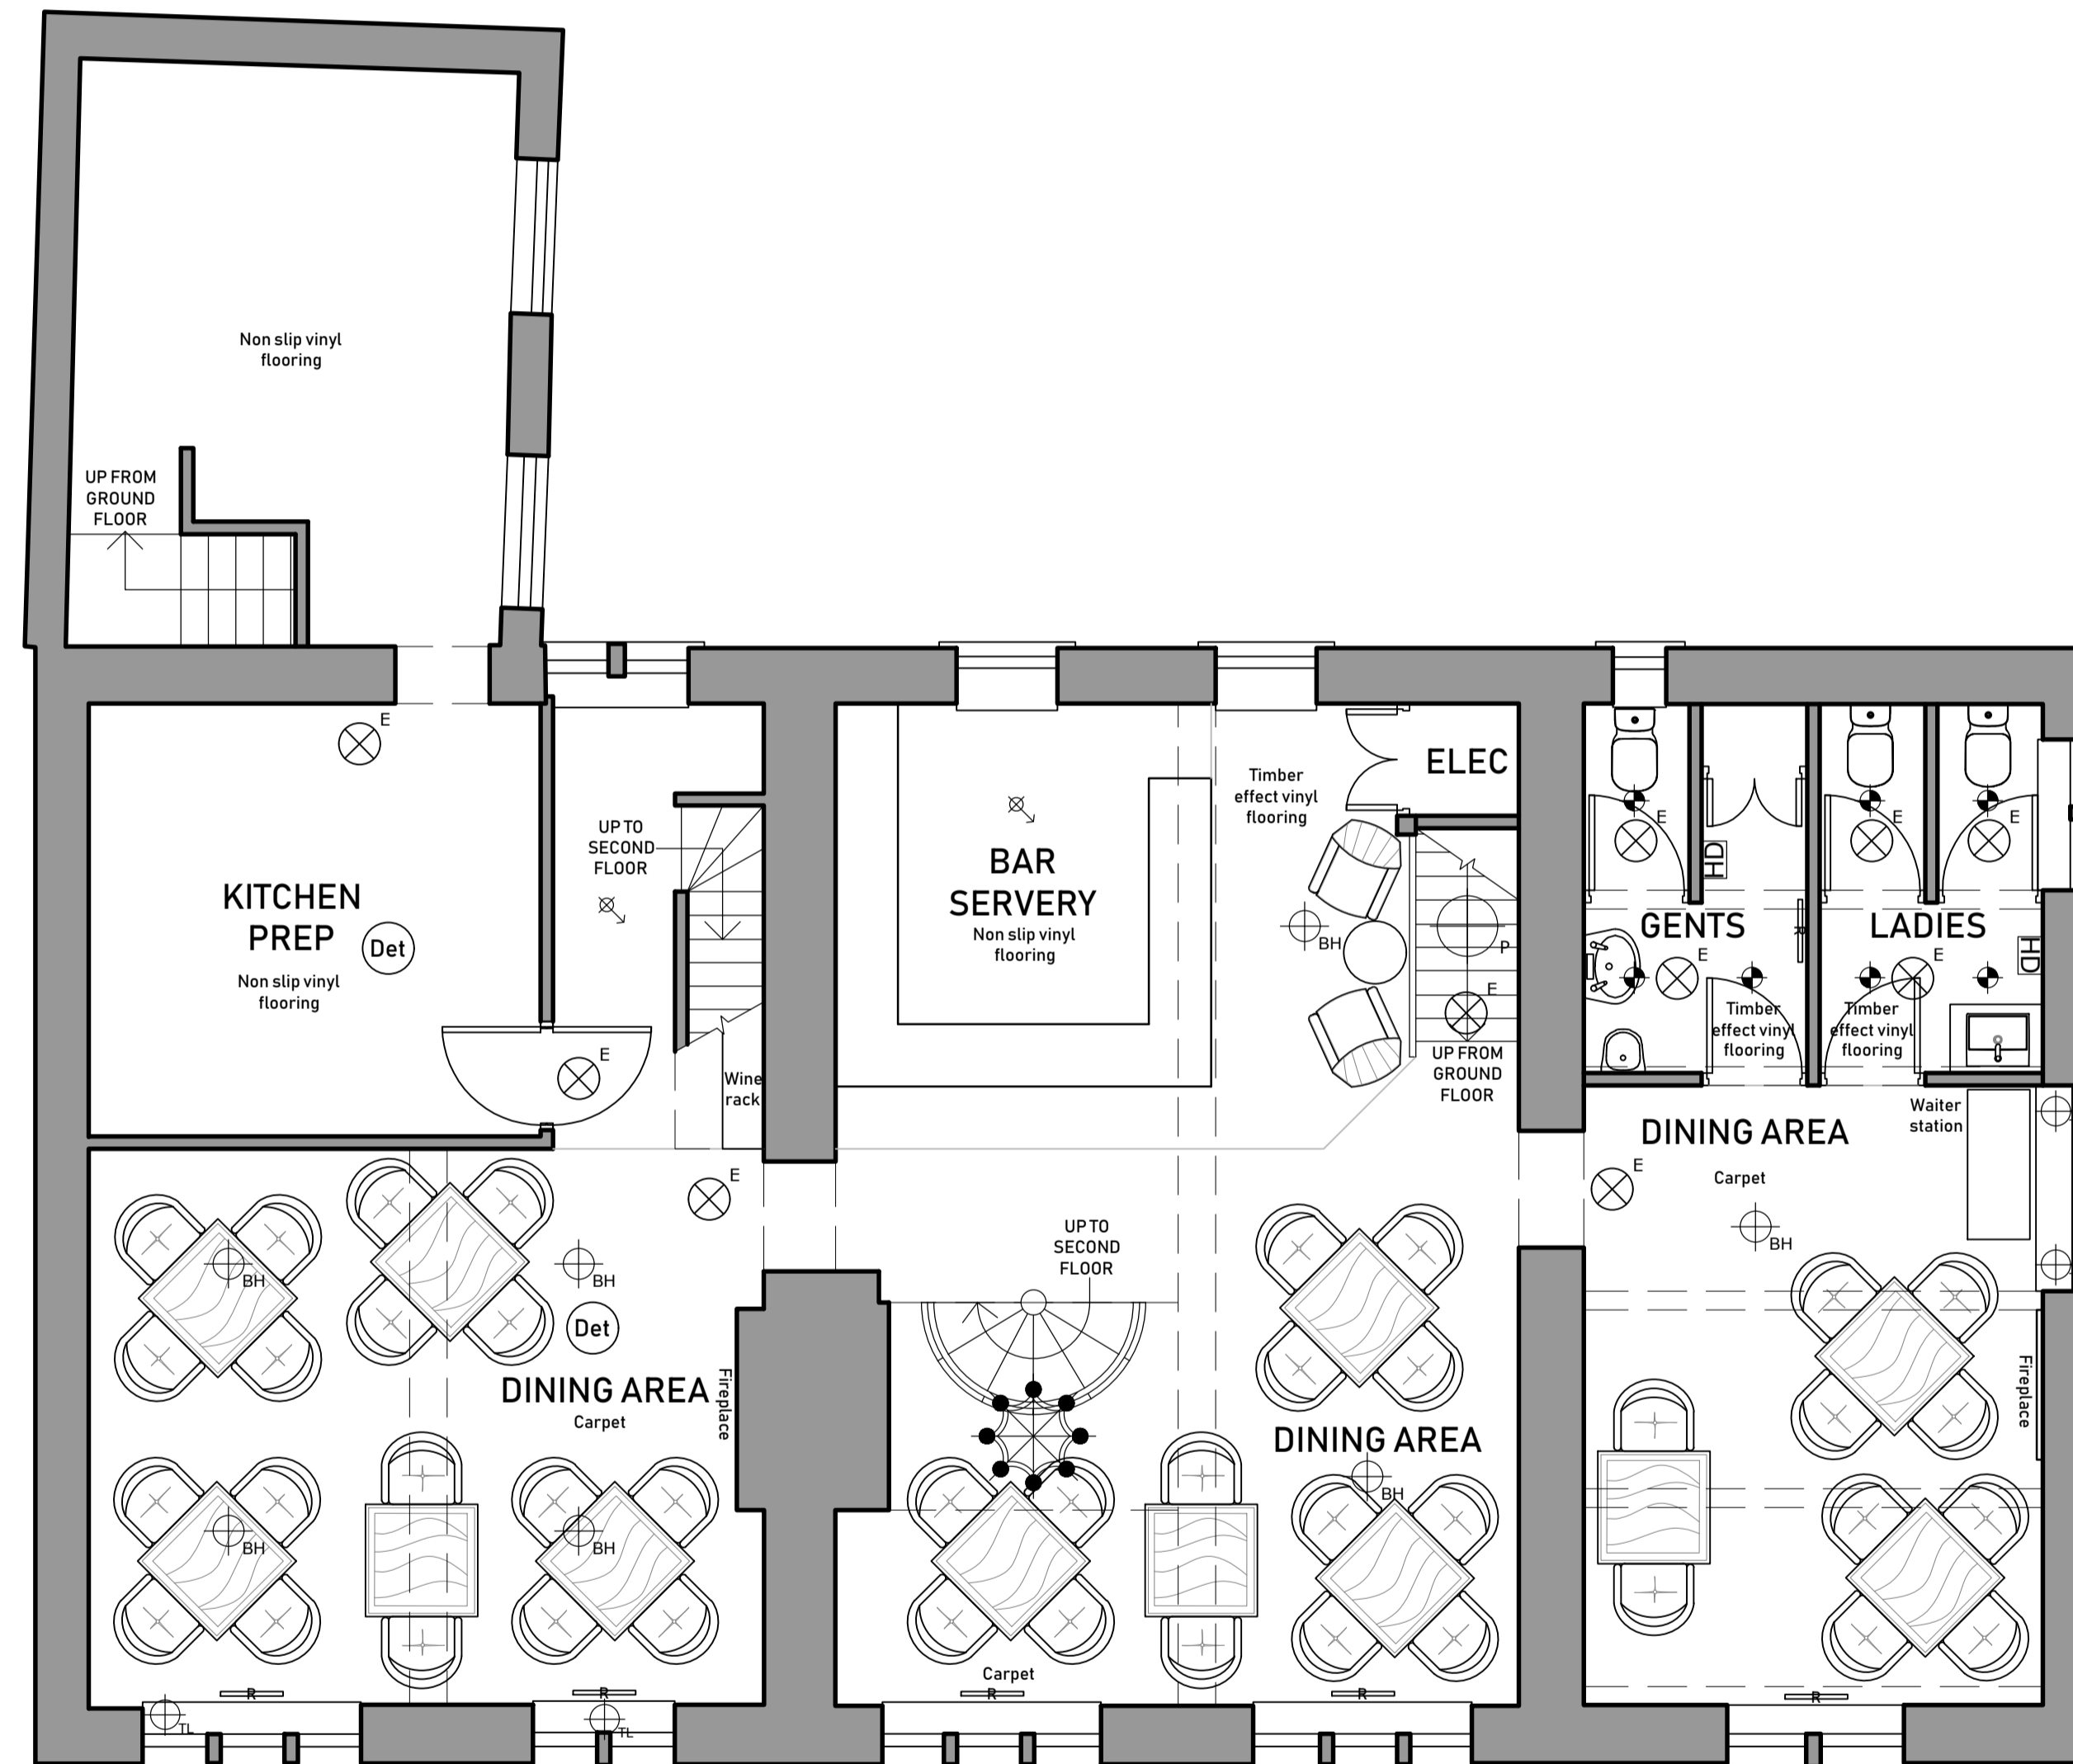 Non slip vinyl
flooring
UP FROM
GROUND
FLOOR
E
KITCHEN
PREP
Det
Non slip vinyl
flooring
UP TO
SECOND
FLOOR
E
Wine
rack
BAR
SERVERY
Non slip vinyl
flooring
Timber
effect vinyl
flooring
ELEC
BH
P
E
UP FROM
GROUND
FLOOR
E
E
E
HD
GENTS
LADIES
R
HD
E
E
Timber
effect vinyl
flooring
Timber
effect vinyl
flooring
Waiter
station
DINING AREA
Carpet
E
BH
Fireplace
R
E
BH
BH
Det
DINING AREA
Carpet
Fireplace
BH
BH
R
R
TL
TL
UP TO
SECOND
FLOOR
DINING AREA
BH
Carpet
R
R